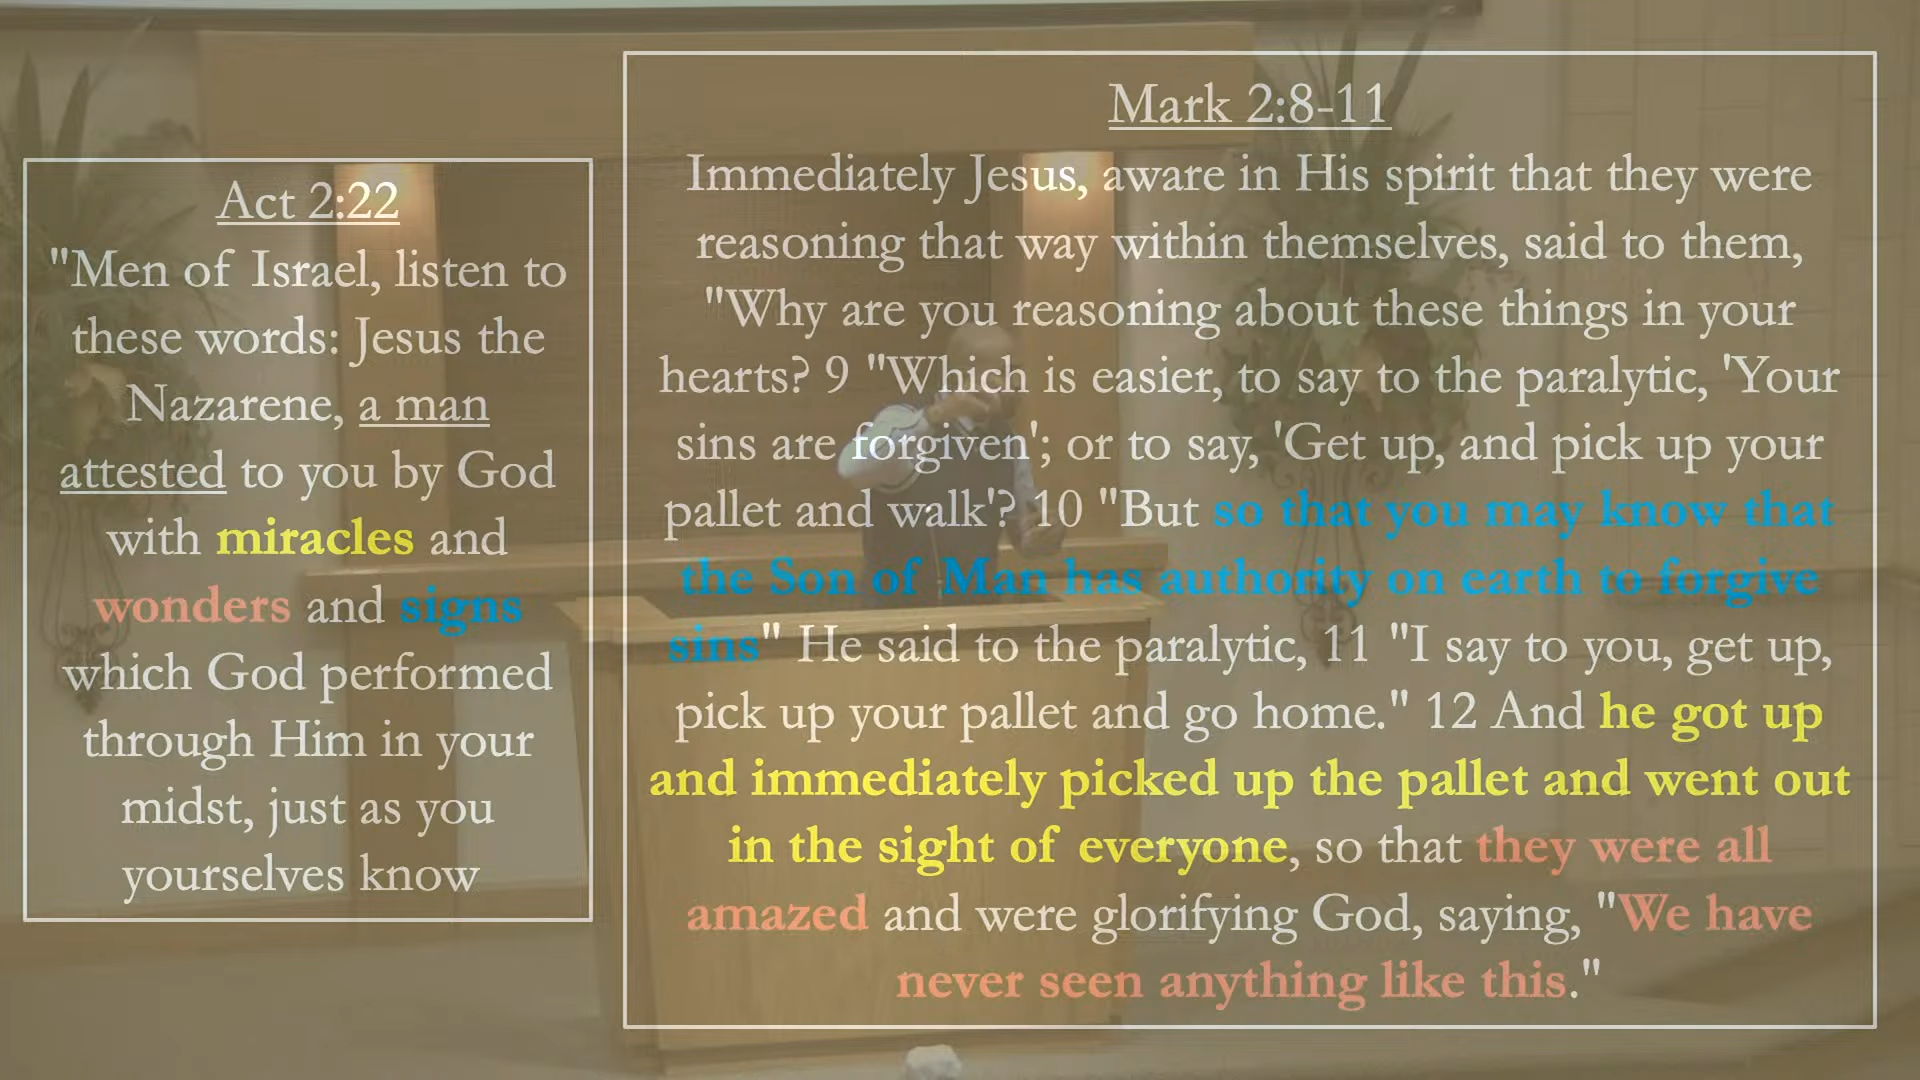 Act 2:22
"Men of Israel, listen to
these words: Jesus the
Nazarene, a man
attested to you by God
with miracles and
wonders and signs
which God performed
through Him in your
midst, just as you
yourselves know
Mark 2:8-11
Immediately Jesus, aware in His spirit that they were
reasoning that way within themselves, said to them,
"Why are you reasoning about these things in your
hearts? 9 "Which is easier, to say to the paralytic, 'Your
sins are forgiven'; or to say, 'Get up, and pick up your
pallet and walk'? 10 "But so that you may know that
the Son of Man has authority on earth to forgive
sins" He said to the paralytic, 11 "I say to you, get up,
pick up your pallet and go home." 12 And he got up
and immediately picked up the pallet and went out
in the sight of everyone, so that they were all
amazed and were glorifying God, saying, "We have
never seen anything like this."